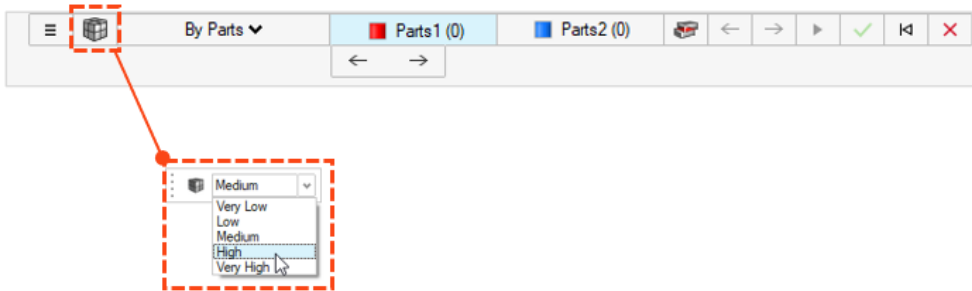 By Parts Parts1 (0) Parts2 (0)
Medium
Very Low
Low
Medium
High
Very High